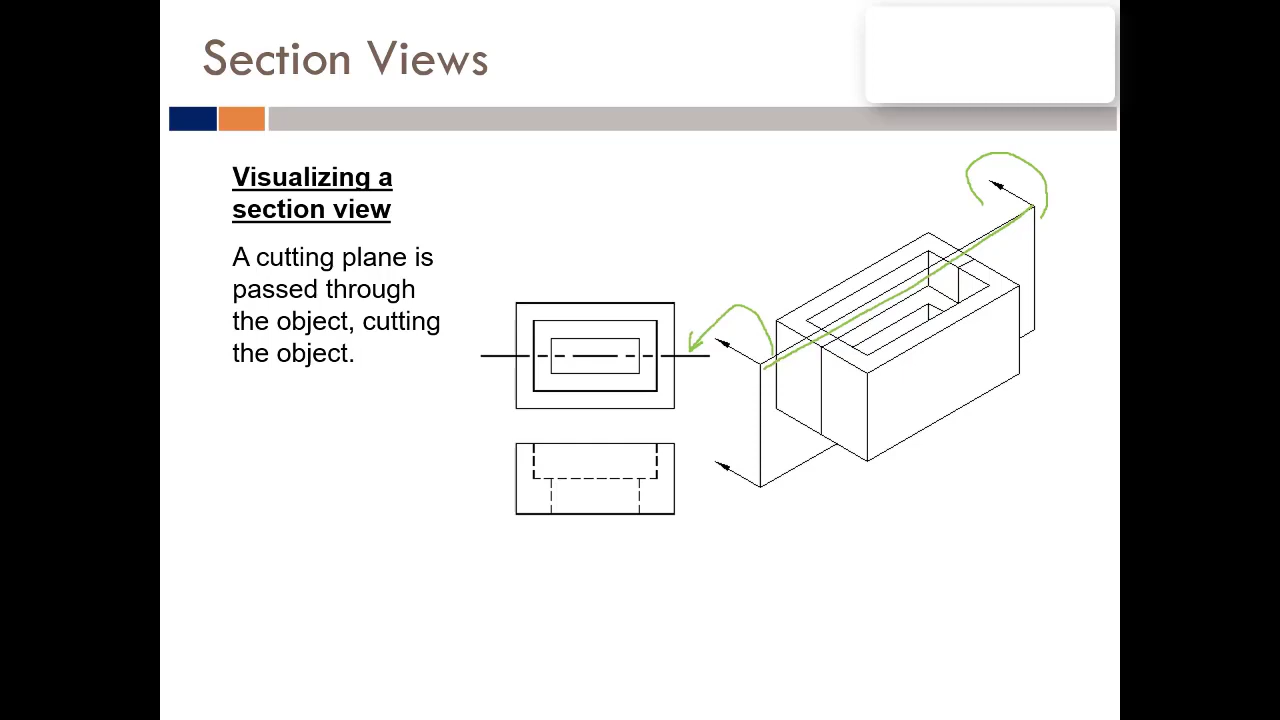 Section Views
Visualizing a
section view
A cutting plane is
passed through
the object, cutting
the object.